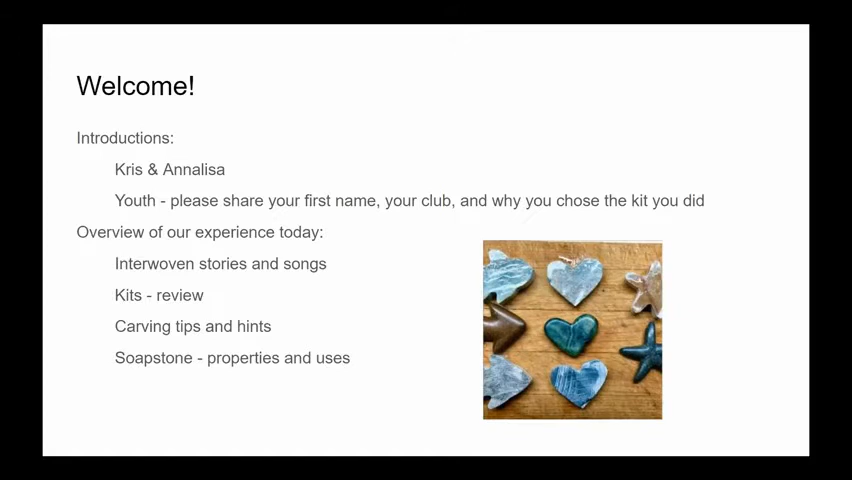 Welcome!
Introductions:
Kris & Annalisa
Youth - please share your first name, your club, and why you chose the kit you did
Overview of our experience today:
Interwoven stories and songs
Kits - review
Carving tips and hints
Soapstone - properties and uses